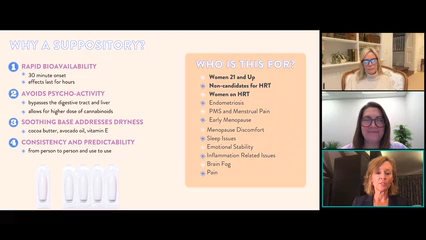 WHY A SUPPOSITORY?
1 RAPID BIOAVAILABILITY
30 minute onset
effects last for hours
2 AVOIDS PSYCHO-ACTIVITY
bypasses the digestive tract and liver
allows for higher dose of cannabinoids
3 SOOTHING BASE ADDRESSES DRYNESS
cocoa butter, avocado oil, vitamin E
4 CONSISTENCY AND PREDICTABILITY
from person to person and use to use
WHO IS THIS FOR?
Women 21 and Up
Non-candidates for HRT
Women on HRT
Endometriosis
PMS and Menstrual Pain
Early Menopause
Menopause Discomfort
Sleep Issues
Emotional Stability
Inflammation Related Issues
Brain Fog
Pain